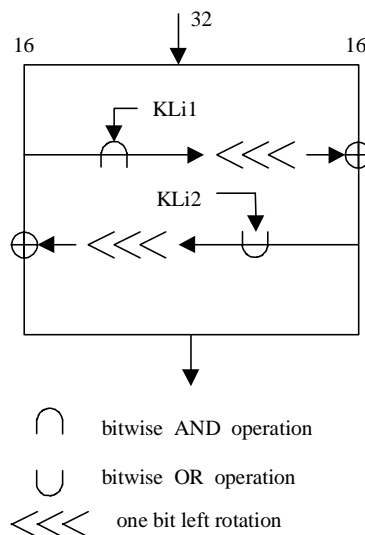 32
16 16
KLi1
KLi2
bitwise AND operation
bitwise OR operation
one bit left rotation